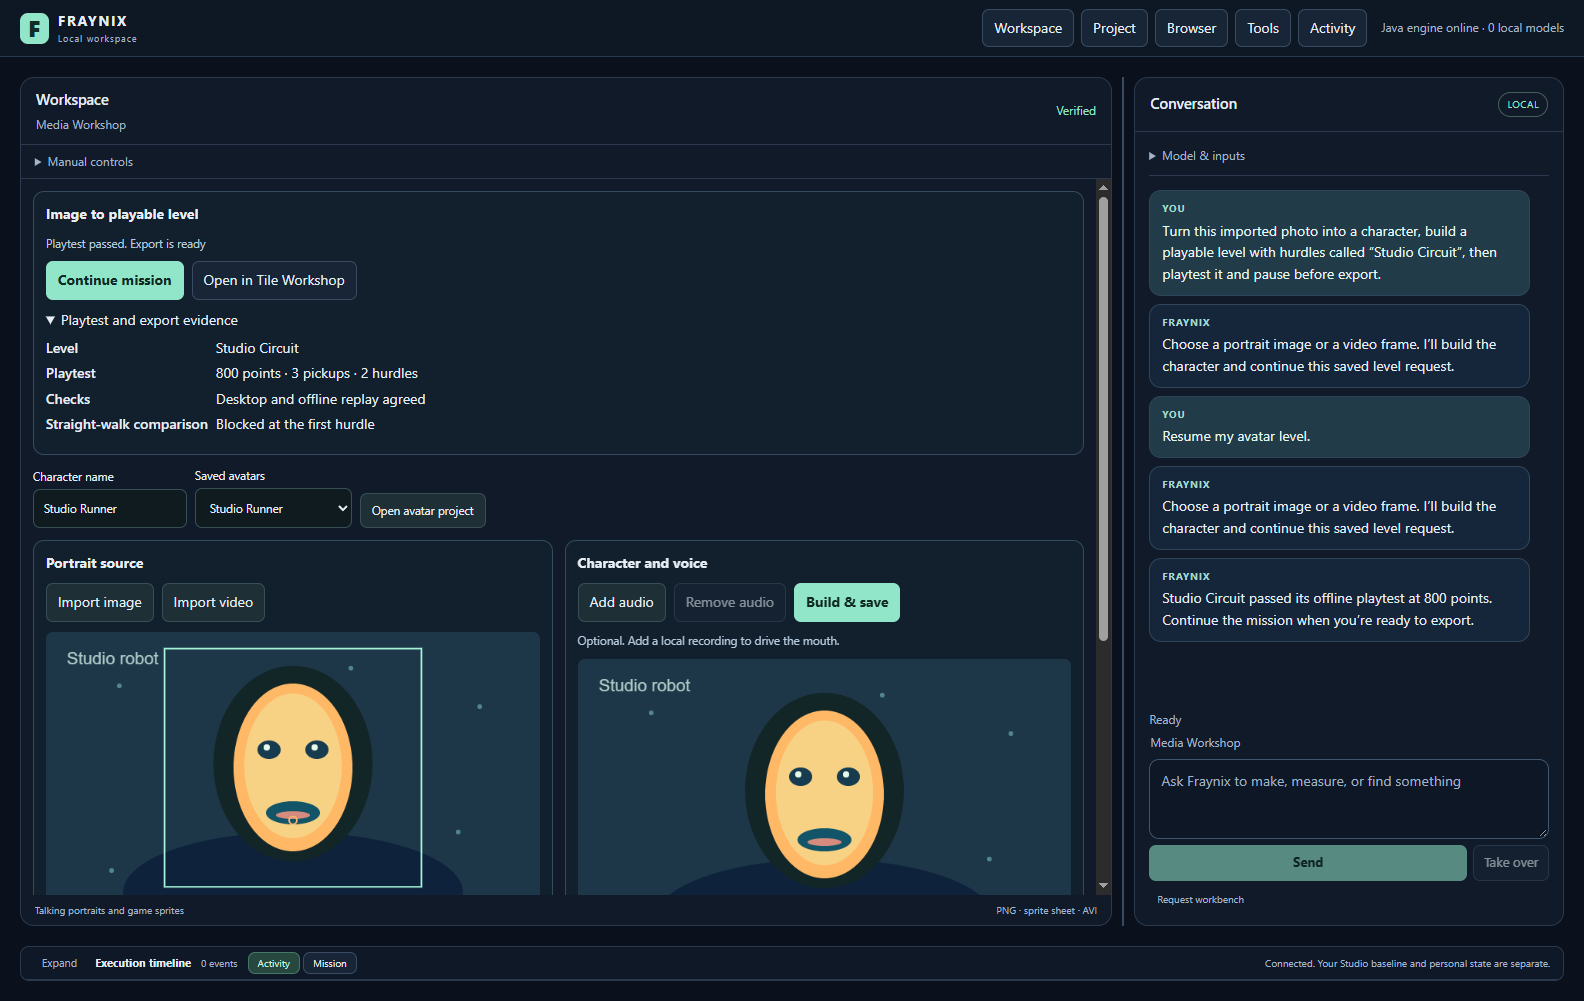 F
FRAYNIX
Local workspace
Workspace
Project
Browser
Tools
Activity
Java engine online · 0 local models
Workspace
Media Workshop
Verified
Manual controls
Image to playable level
Playtest passed. Export is ready
Continue mission
Open in Tile Workshop
Playtest and export evidence
Level Studio Circuit
Playtest 800 points · 3 pickups · 2 hurdles
Checks Desktop and offline replay agreed
Straight-walk comparison Blocked at the first hurdle
Character name
Saved avatars
Studio Runner
Studio Runner
Open avatar project
Portrait source
Import image
Import video
Studio robot
Character and voice
Add audio
Remove audio
Build & save
Optional. Add a local recording to drive the mouth.
Studio robot
Talking portraits and game sprites
PNG · sprite sheet · AVI
Conversation
LOCAL
Model & inputs
YOU
Turn this imported photo into a character, build a
playable level with hurdles called “Studio Circuit”, then
playtest it and pause before export.
FRAYNIX
Choose a portrait image or a video frame. I’ll build the
character and continue this saved level request.
YOU
Resume my avatar level.
FRAYNIX
Choose a portrait image or a video frame. I’ll build the
character and continue this saved level request.
FRAYNIX
Studio Circuit passed its offline playtest at 800 points.
Continue the mission when you’re ready to export.
Ready
Media Workshop
Ask Fraynix to make, measure, or find something
Send
Take over
Request workbench
Expand
Execution timeline
0 events
Activity
Mission
Connected. Your Studio baseline and personal state are separate.